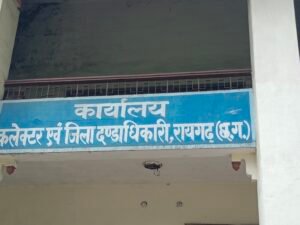 कार्यालय
कलेक्टर एवं जिला दण्डाधिकारी, रायगढ़ (छ.ग.)